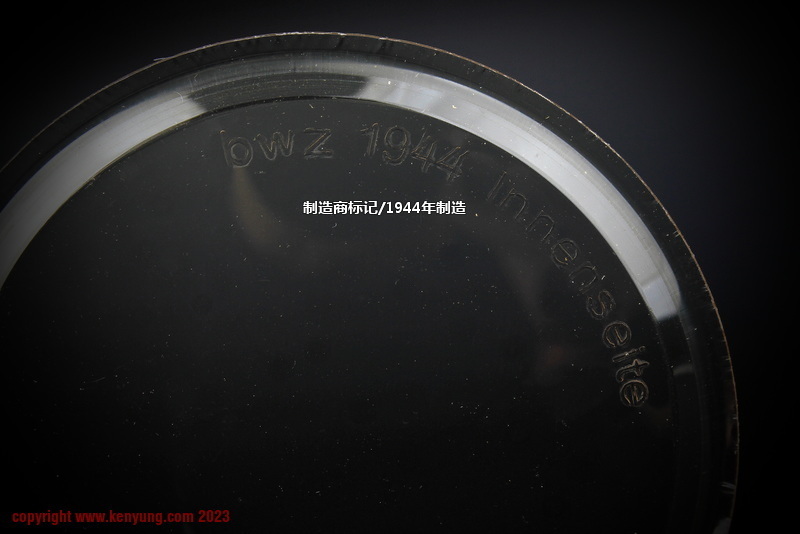 bwz 1944 innenseite
制造商标记/1944年制造
copyright www.kenyung.com 2023